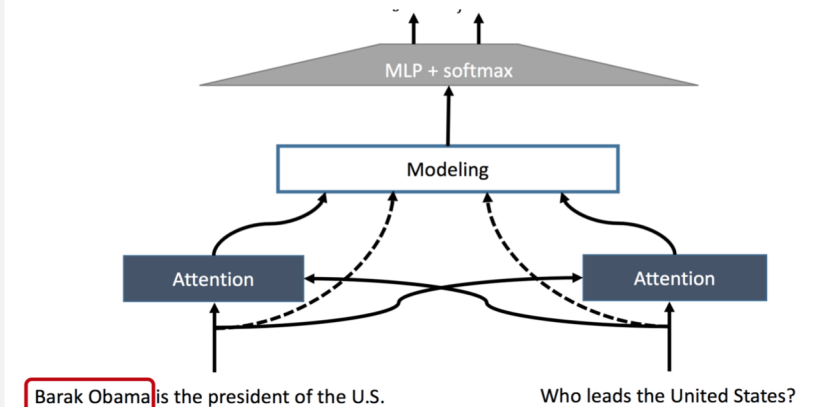 MLP + softmax
Modeling
Attention
Attention
Barak Obama is the president of the U.S.
Who leads the United States?